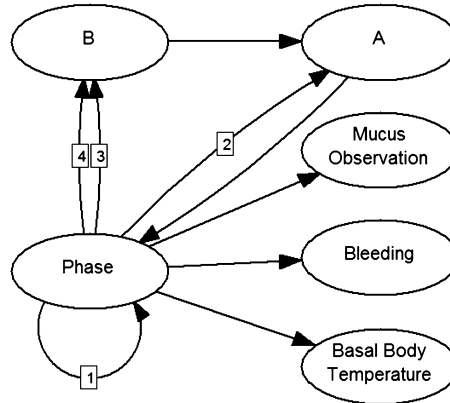 B
A
4
3
2
Mucus
Observation
Phase
Bleeding
1
Basal Body
Temperature